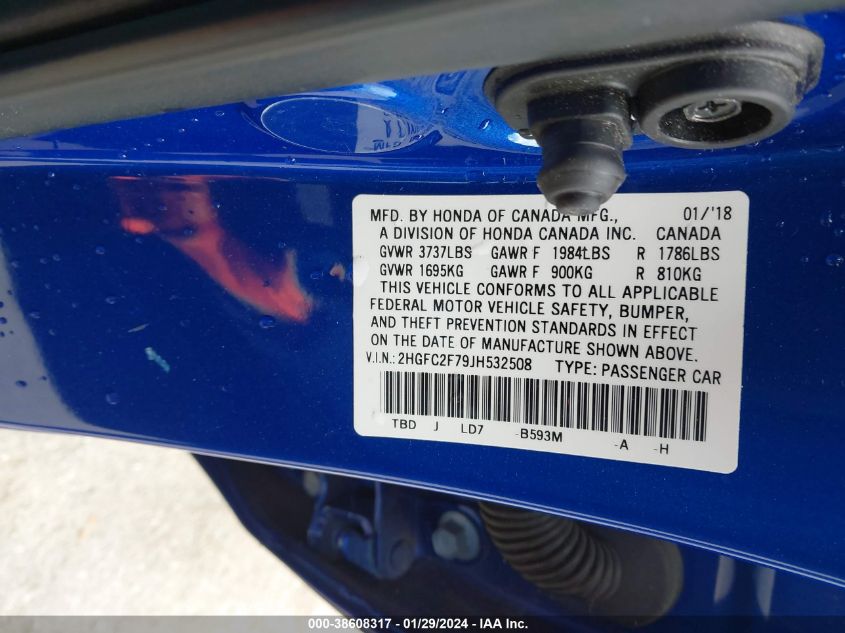 MFD. BY HONDA OF CANADA MFG., 01/'18
A DIVISION OF HONDA CANADA INC. CANADA
GVWR 3737LBS GAWR F 1984LBS R 1786LBS
GVWR 1695KG GAWR F 900KG R 810KG
THIS VEHICLE CONFORMS TO ALL APPLICABLE
FEDERAL MOTOR VEHICLE SAFETY, BUMPER,
AND THEFT PREVENTION STANDARDS IN EFFECT
ON THE DATE OF MANUFACTURE SHOWN ABOVE.
V.I.N.: 2HGFC2F79JH532508 TYPE: PASSENGER CAR
TBD J LD7 -B593M -A -H
000-38608317 - 01/29/2024 - IAA, Inc.